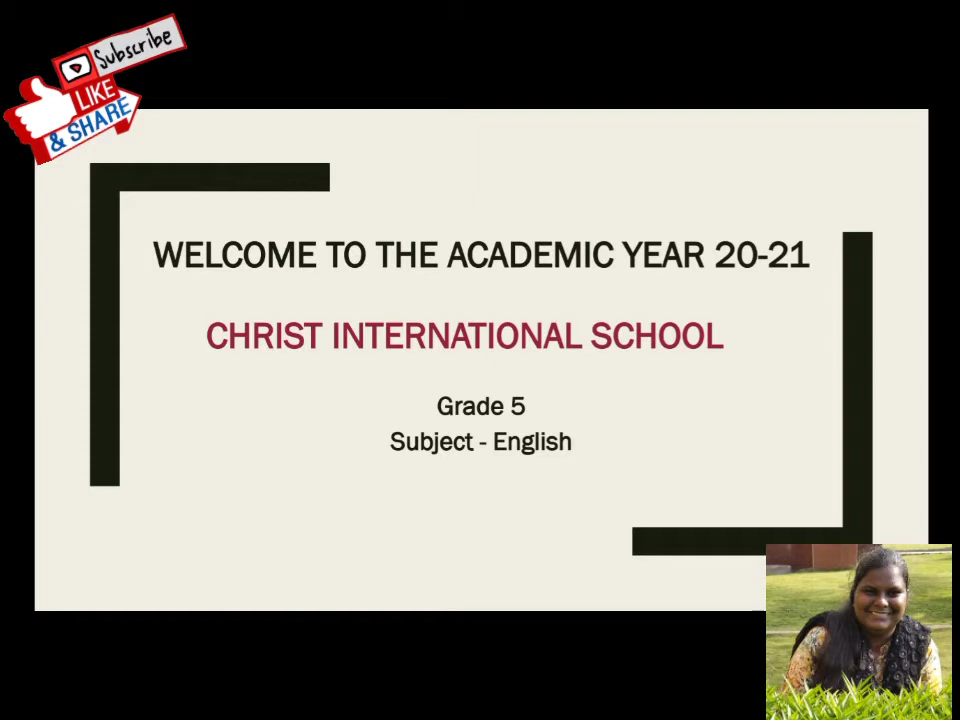 Subscribe
LIKE
& SHARE
WELCOME TO THE ACADEMIC YEAR 20-21
CHRIST INTERNATIONAL SCHOOL
Grade 5
Subject - English